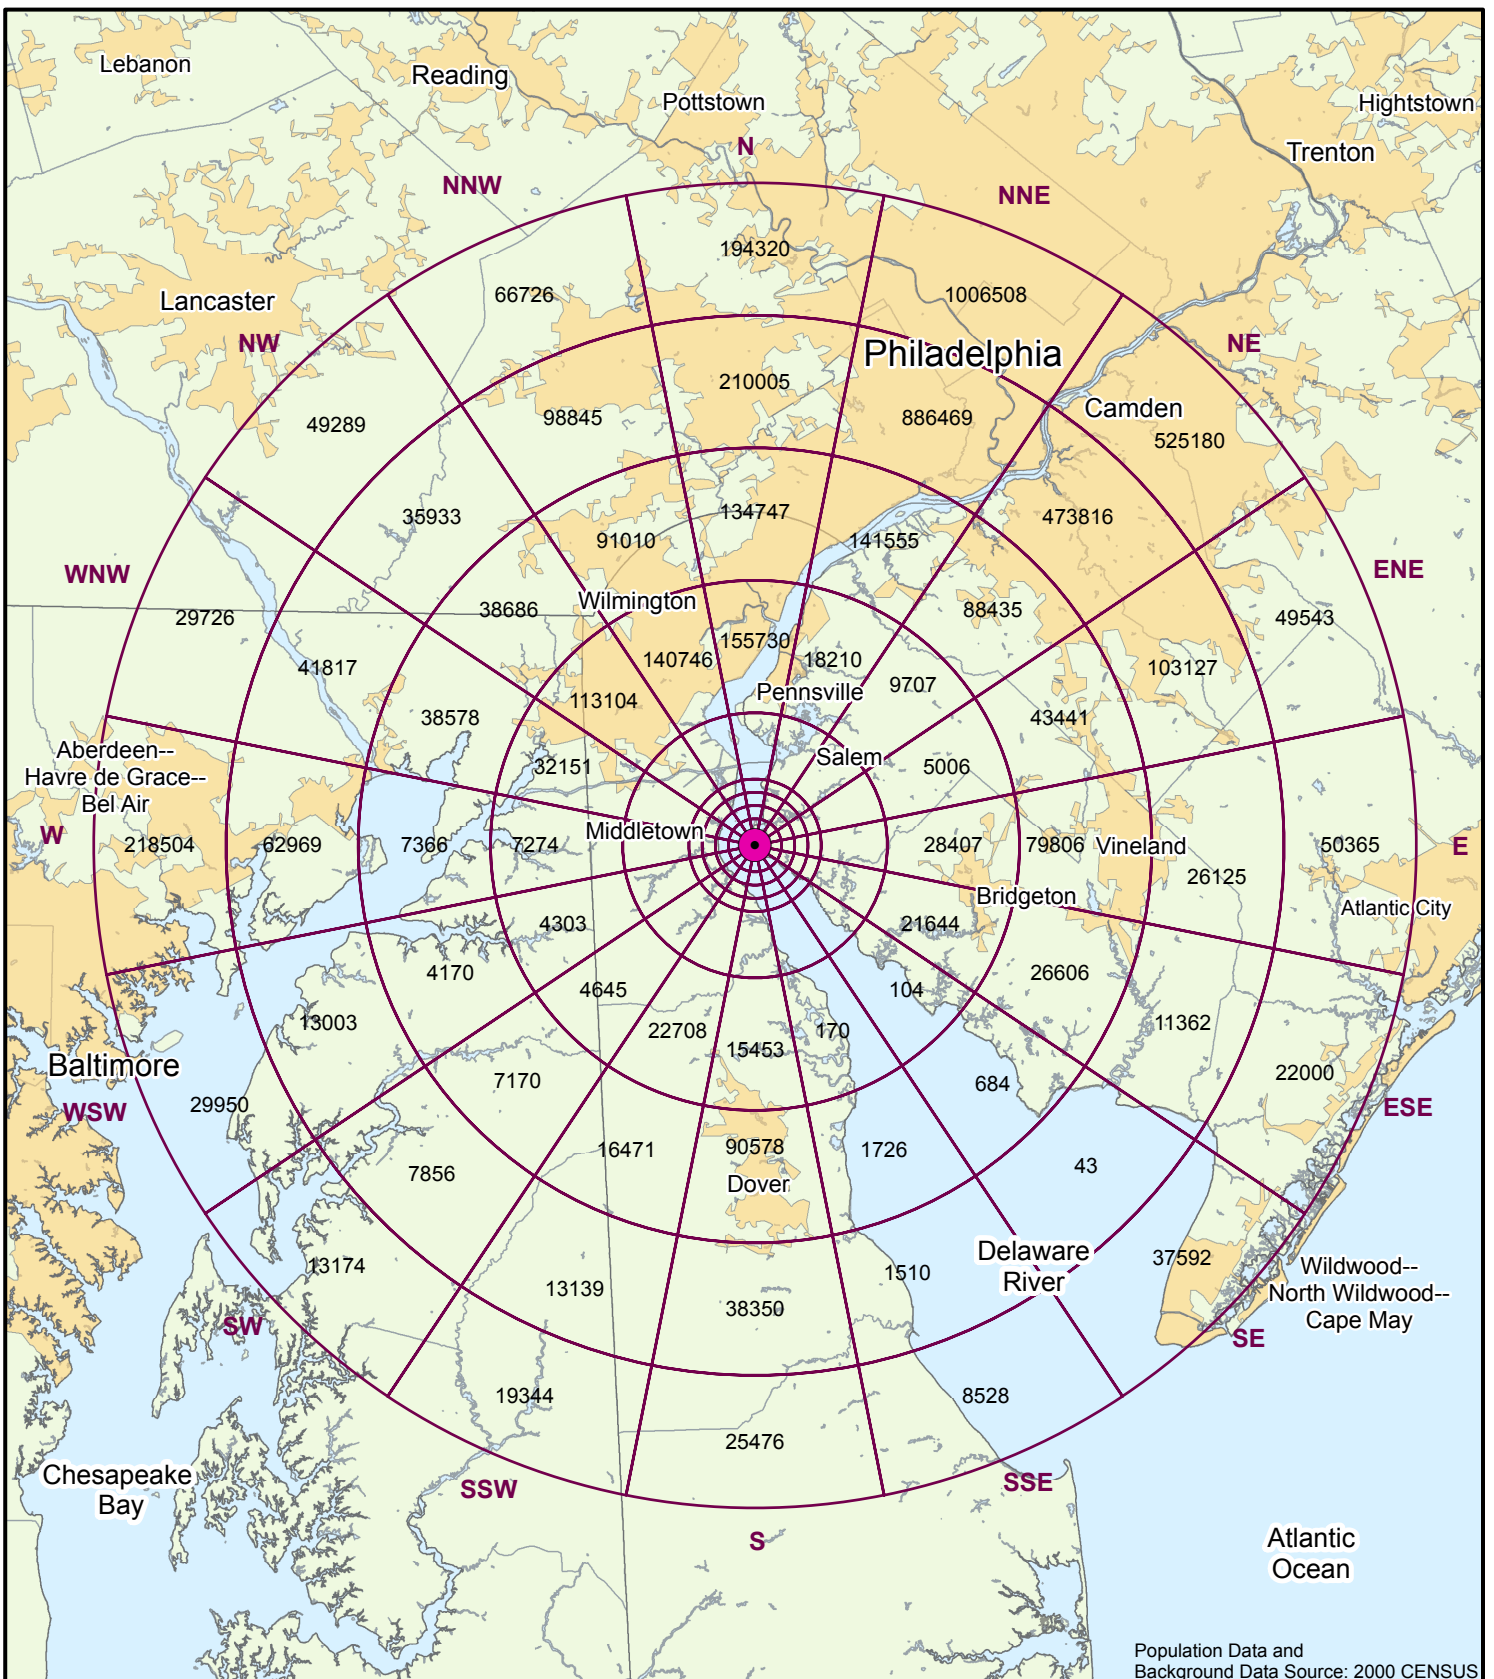 Lebanon
Reading
Pottstown
Hightstown
N
Trenton
NNW
NNE
194320
66726
1006508
Lancaster
NW
NE
Philadelphia
210005
Camden
98845
886469
49289
525180
134747
35933
473816
91010
141555
WNW
ENE
Wilmington
38686
88435
29726
49543
155730
140746
18210
41817
103127
9707
Pennsville
113104
38578
43441
Aberdeen--
Havre de Grace--
Bel Air
Salem
32151
5006
Middletown
W
218504
62969
7366
7274
28407
79806
Vineland
50365
E
26125
Bridgeton
Atlantic City
4303
21644
4170
26606
4645
104
13003
22708
170
11362
15453
Baltimore
7170
684
22000
WSW
29950
ESE
16471
90578
1726
43
7856
Dover
Delaware
River
37592
13174
1510
Wildwood--
North Wildwood--
Cape May
13139
38350
SW
SE
19344
8528
25476
Chesapeake
Bay
SSW
SSE
S
Atlantic
Ocean
Population Data and
Background Data Source: 2000 CENSUS